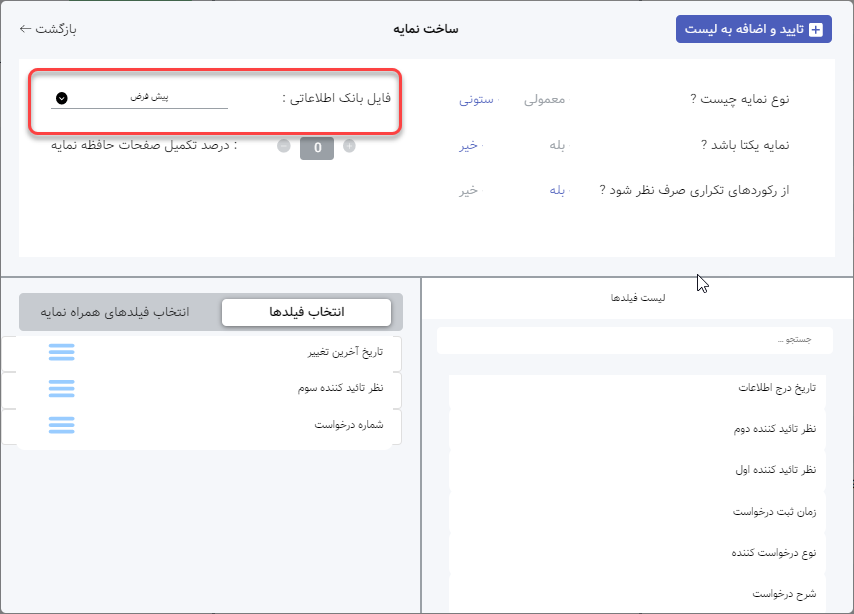 تایید و اضافه به لیست
ساخت نمایه
بازگشت
نوع نمایه چیست ?
معمولی
ستونی
فایل بانک اطلاعاتی :
پیش فرض
نمایه یکتا باشد ?
بله
خیر
درصد تکمیل صفحات حافظه نمایه :
0
از رکوردهای تکراری صرف نظر شود ?
بله
خیر
لیست فیلدها
جستجو ...
تاریخ درج اطلاعات
نظر تائید کننده دوم
نظر تائید کننده اول
زمان ثبت درخواست
نوع درخواست کننده
شرح درخواست
انتخاب فیلدها
انتخاب فیلدهای همراه نمایه
تاریخ آخرین تغییر
نظر تائید کننده سوم
شماره درخواست